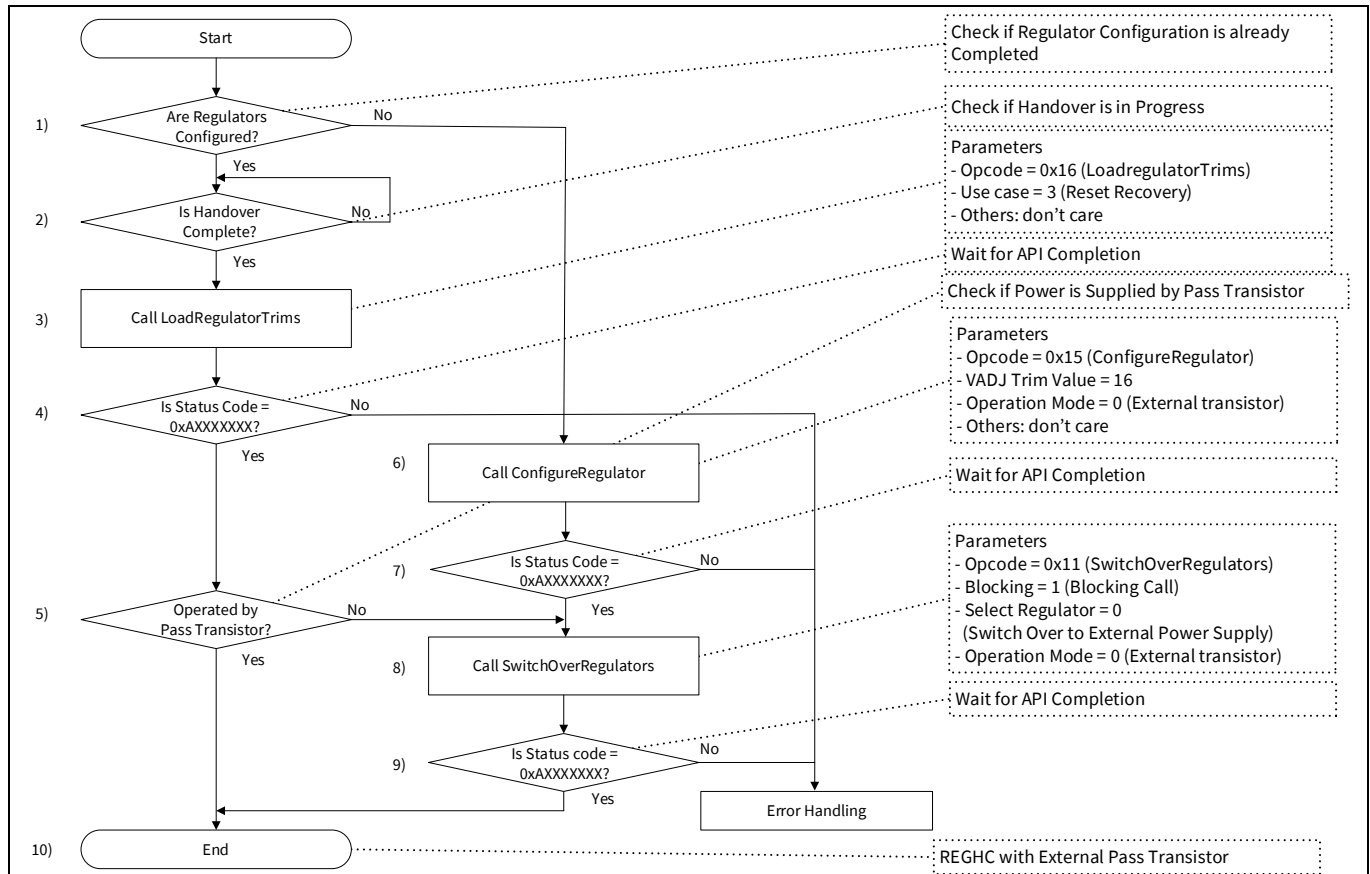 Start
Check if Regulator Configuration is already
Completed
1)
Are Regulators
Configured?
No
Yes
Check if Handover is in Progress
2)
Is Handover
Complete?
No
Yes
Parameters
- Opcode = 0x16 (LoadregulatorTrims)
- Use case = 3 (Reset Recovery)
- Others: don’t care
3)
Call LoadRegulatorTrims
Wait for API Completion
4)
Is Status Code =
0xAXXXXXXX?
No
Yes
Check if Power is Supplied by Pass Transistor
Parameters
- Opcode = 0x15 (ConfigureRegulator)
- VADJ Trim Value = 16
- Operation Mode = 0 (External transistor)
- Others: don’t care
6)
Call ConfigureRegulator
Wait for API Completion
7)
Is Status Code =
0xAXXXXXXX?
No
Yes
5)
Operated by
Pass Transistor?
No
Yes
Parameters
- Opcode = 0x11 (SwitchOverRegulators)
- Blocking = 1 (Blocking Call)
- Select Regulator = 0
(Switch Over to External Power Supply)
- Operation Mode = 0 (External transistor)
8)
Call SwitchOverRegulators
Wait for API Completion
9)
Is Status code =
0xAXXXXXXX?
No
Yes
Error Handling
10)
End
REGHC with External Pass Transistor